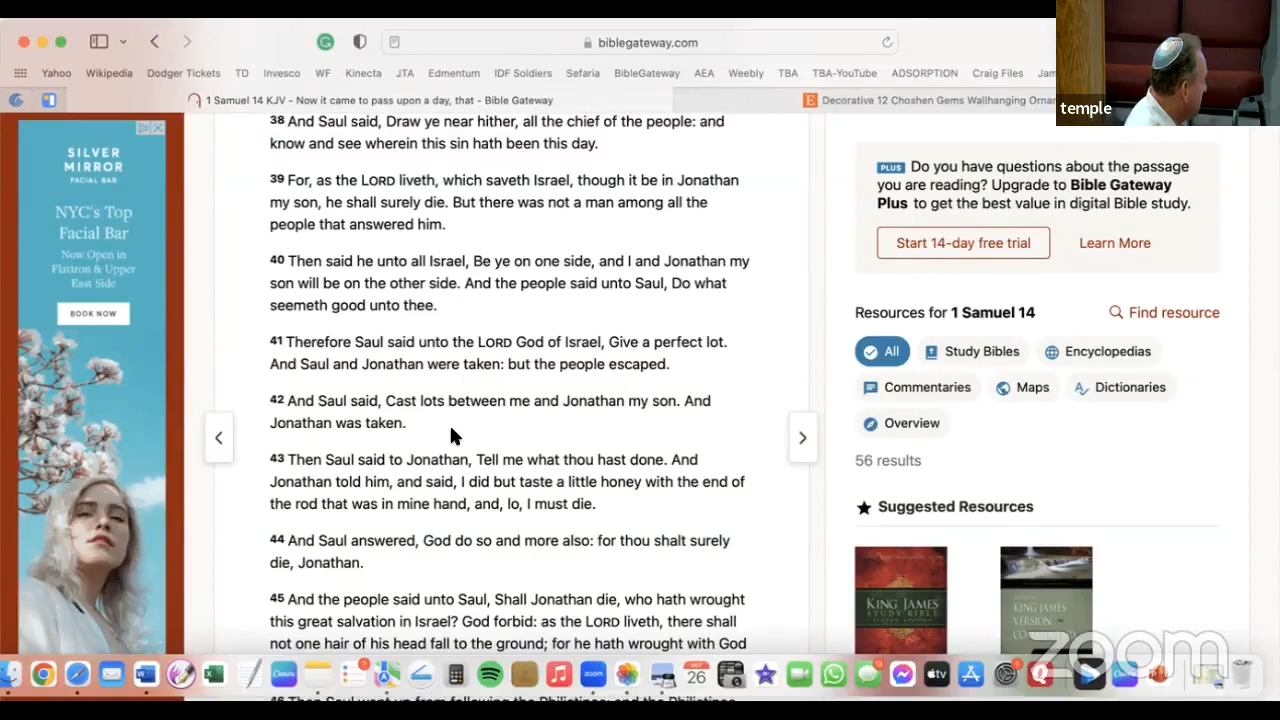 biblegateway.com
Yahoo Wikipedia Dodger Tickets TD Invesco WF Kinecta JTA Edmentum IDF Soldiers Sefaria BibleGateway AEA Weebly TBA TBA-YouTube ADSORPTION Craig Files
temple
1 Samuel 14 KJV - Now it came to pass upon a day, that - Bible Gateway
Decorative 12 Choshen Gems Wallhanging Ornam
SILVER
MIRROR
FACIAL BAR
NYC's Top
Facial Bar
Now Open in
Flatiron & Upper
East Side
BOOK NOW
38 And Saul said, Draw ye near hither, all the chief of the people: and
know and see wherein this sin hath been this day.
39 For, as the LORD liveth, which saveth Israel, though it be in Jonathan
my son, he shall surely die. But there was not a man among all the
people that answered him.
40 Then said he unto all Israel, Be ye on one side, and I and Jonathan my
son will be on the other side. And the people said unto Saul, Do what
seemeth good unto thee.
41 Therefore Saul said unto the LORD God of Israel, Give a perfect lot.
And Saul and Jonathan were taken: but the people escaped.
42 And Saul said, Cast lots between me and Jonathan my son. And
Jonathan was taken.
43 Then Saul said to Jonathan, Tell me what thou hast done. And
Jonathan told him, and said, I did but taste a little honey with the end of
the rod that was in mine hand, and, lo, I must die.
44 And Saul answered, God do so and more also: for thou shalt surely
die, Jonathan.
45 And the people said unto Saul, Shall Jonathan die, who hath wrought
this great salvation in Israel? God forbid: as the LORD liveth, there shall
not one hair of his head fall to the ground; for he hath wrought with God
PLUS Do you have questions about the passage
you are reading? Upgrade to Bible Gateway
Plus to get the best value in digital Bible study.
Start 14-day free trial Learn More
Resources for 1 Samuel 14 Find resource
All Study Bibles Encyclopedias
Commentaries Maps Dictionaries
Overview
56 results
Suggested Resources
KING JAMES
STUDY BIBLE
KING JAMES
VERSION
zoom
26